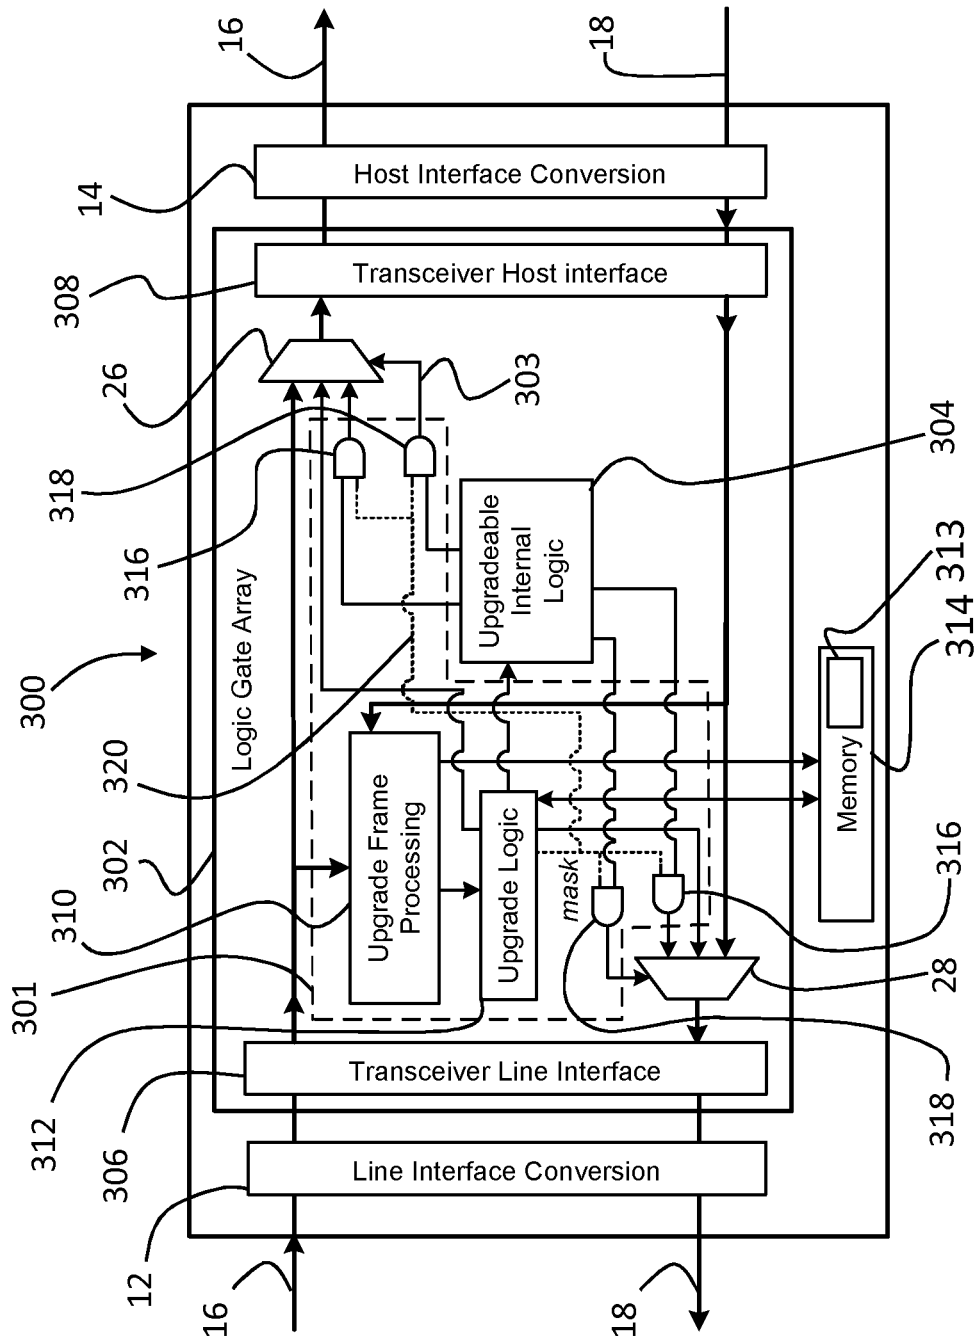 16
12
306
312
301
310
302
320
300
316
318
26
308
14
16
Logic Gate Array
Line Interface Conversion
Transceiver Line Interface
Upgrade Frame
Processing
Upgrade Logic
mask
Upgradeable
Internal
Logic
303
Transceiver Host interface
Host Interface Conversion
18
18
318
28
316
Memory
314
313
304